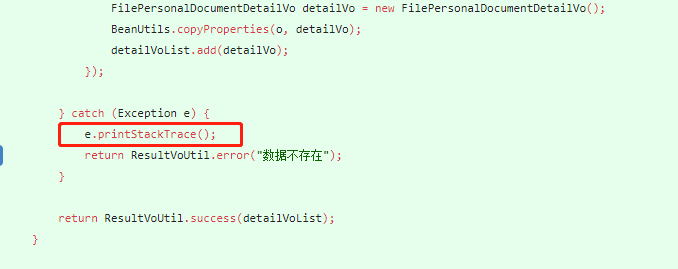 FilePersonalDocumentDetailVo detailVo = new FilePersonalDocumentDetailVo();
BeanUtils.copyProperties(o, detailVo);
detailVoList.add(detailVo);
});
} catch (Exception e) {
e.printStackTrace();
return ResultVoUtil.error("数据不存在");
}
return ResultVoUtil.success(detailVoList);
}